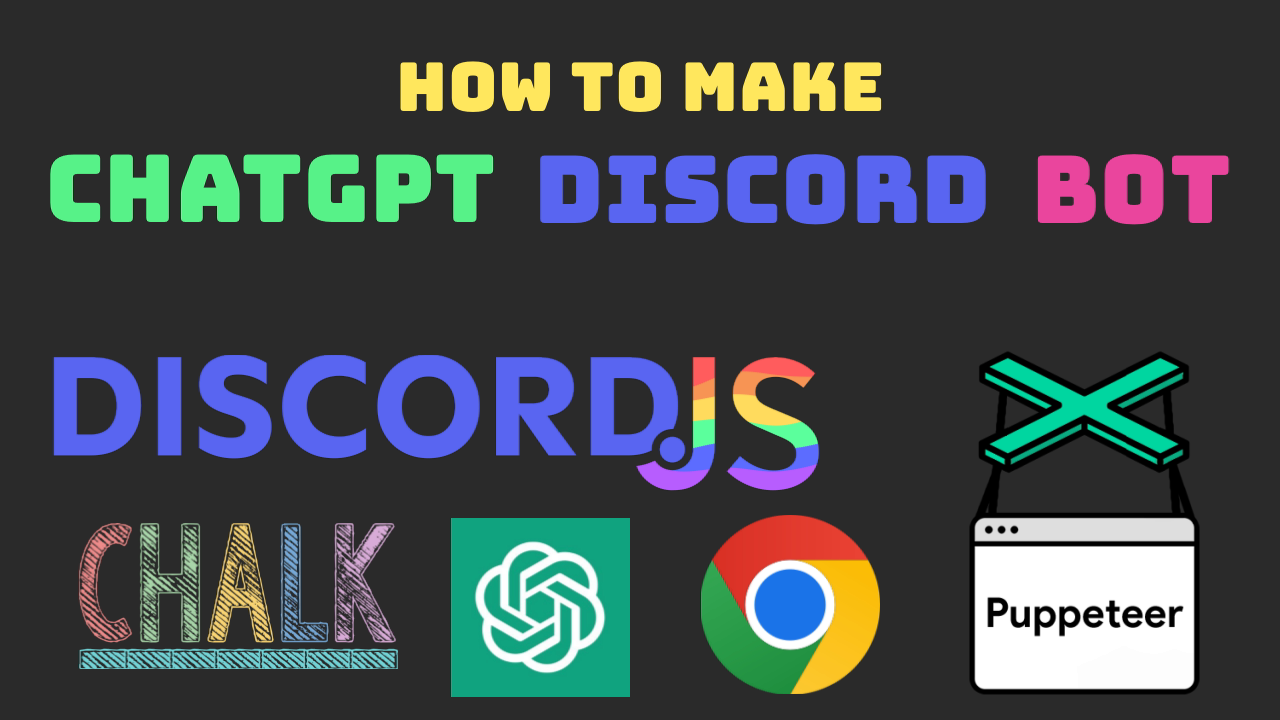 HOW TO MAKE
CHATGPT DISCORD BOT
DISCORD.JS
CHALK
Puppeteer